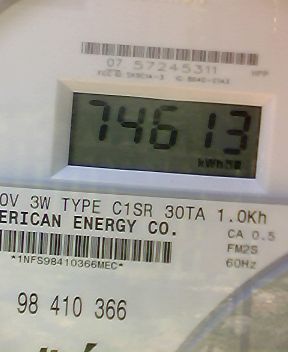 07 57245311
74613
kWh
0V 3W TYPE C1SR 30TA 1.0Kh
ERICAN ENERGY CO.
CA 0.5
FM2S
*1NFS98410366MEC*
60Hz
98 410 366